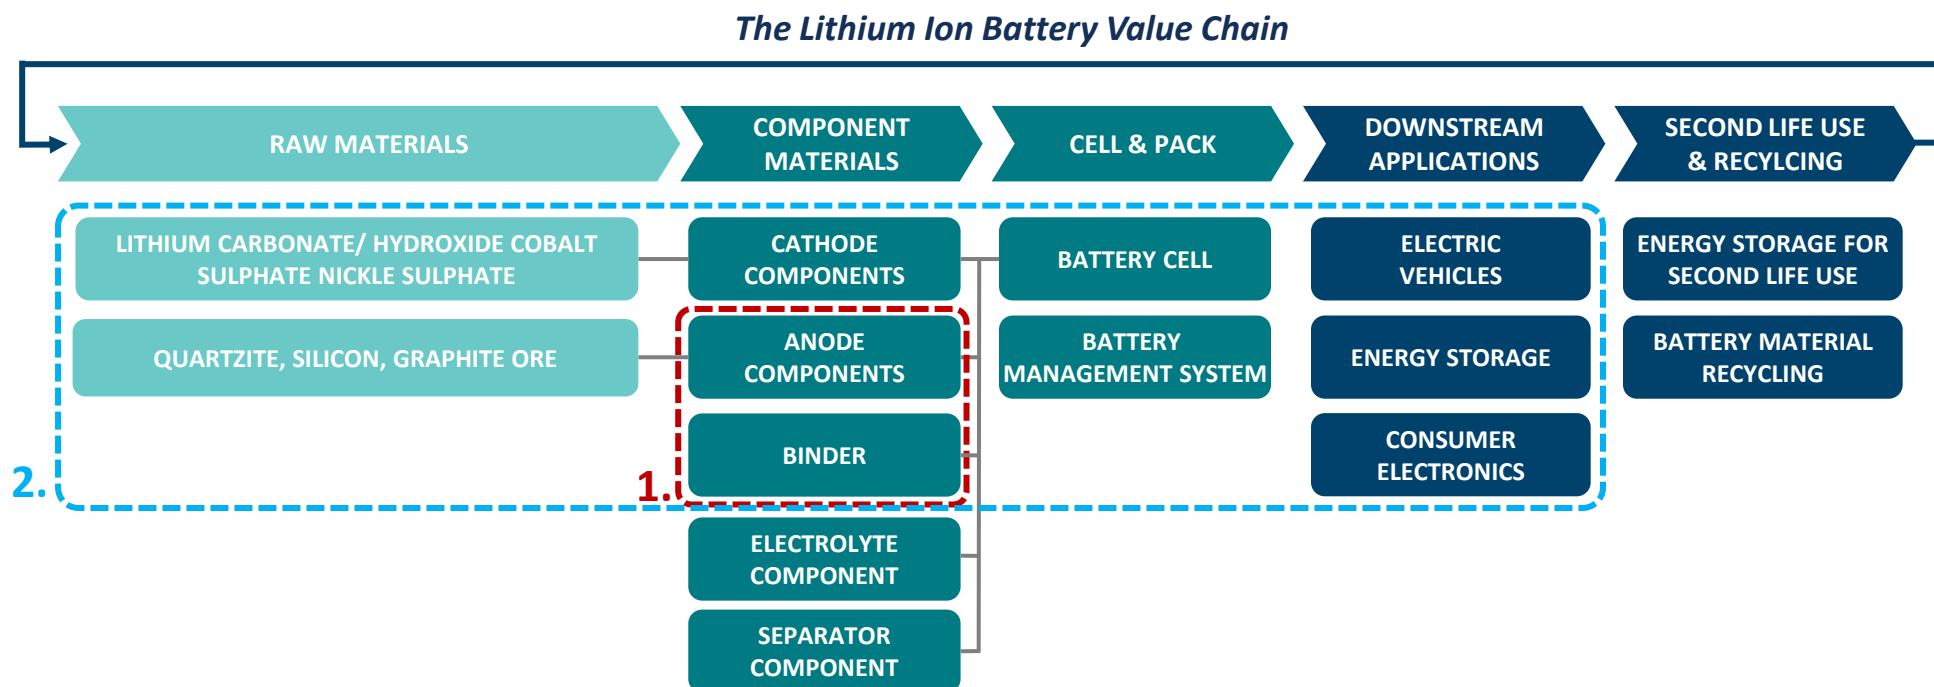 The Lithium Ion Battery Value Chain
RAW MATERIALS
COMPONENT
MATERIALS
CELL & PACK
DOWNSTREAM
APPLICATIONS
SECOND LIFE USE
& RECYLCING
LITHIUM CARBONATE/ HYDROXIDE COBALT
SULPHATE NICKLE SULPHATE
CATHODE
COMPONENTS
BATTERY CELL
ELECTRIC
VEHICLES
ENERGY STORAGE FOR
SECOND LIFE USE
QUARTZITE, SILICON, GRAPHITE ORE
ANODE
COMPONENTS
BATTERY
MANAGEMENT SYSTEM
ENERGY STORAGE
BATTERY MATERIAL
RECYCLING
BINDER
CONSUMER
ELECTRONICS
2.
1.
ELECTROLYTE
COMPONENT
SEPARATOR
COMPONENT